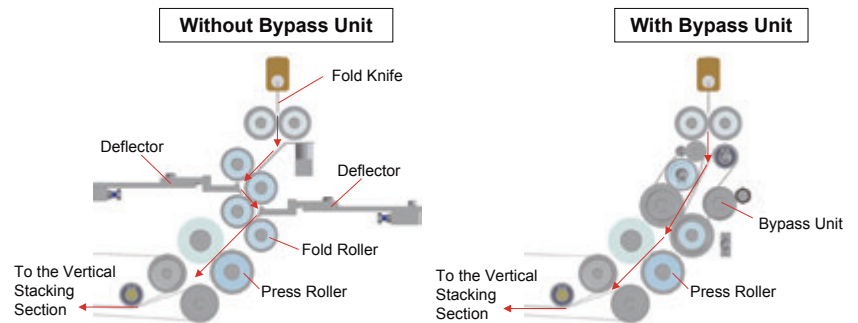 Without Bypass Unit
Fold Knife
Deflector
Deflector
Fold Roller
To the Vertical
Stacking
Section
Press Roller
With Bypass Unit
Bypass Unit
To the Vertical
Stacking
Section
Press Roller